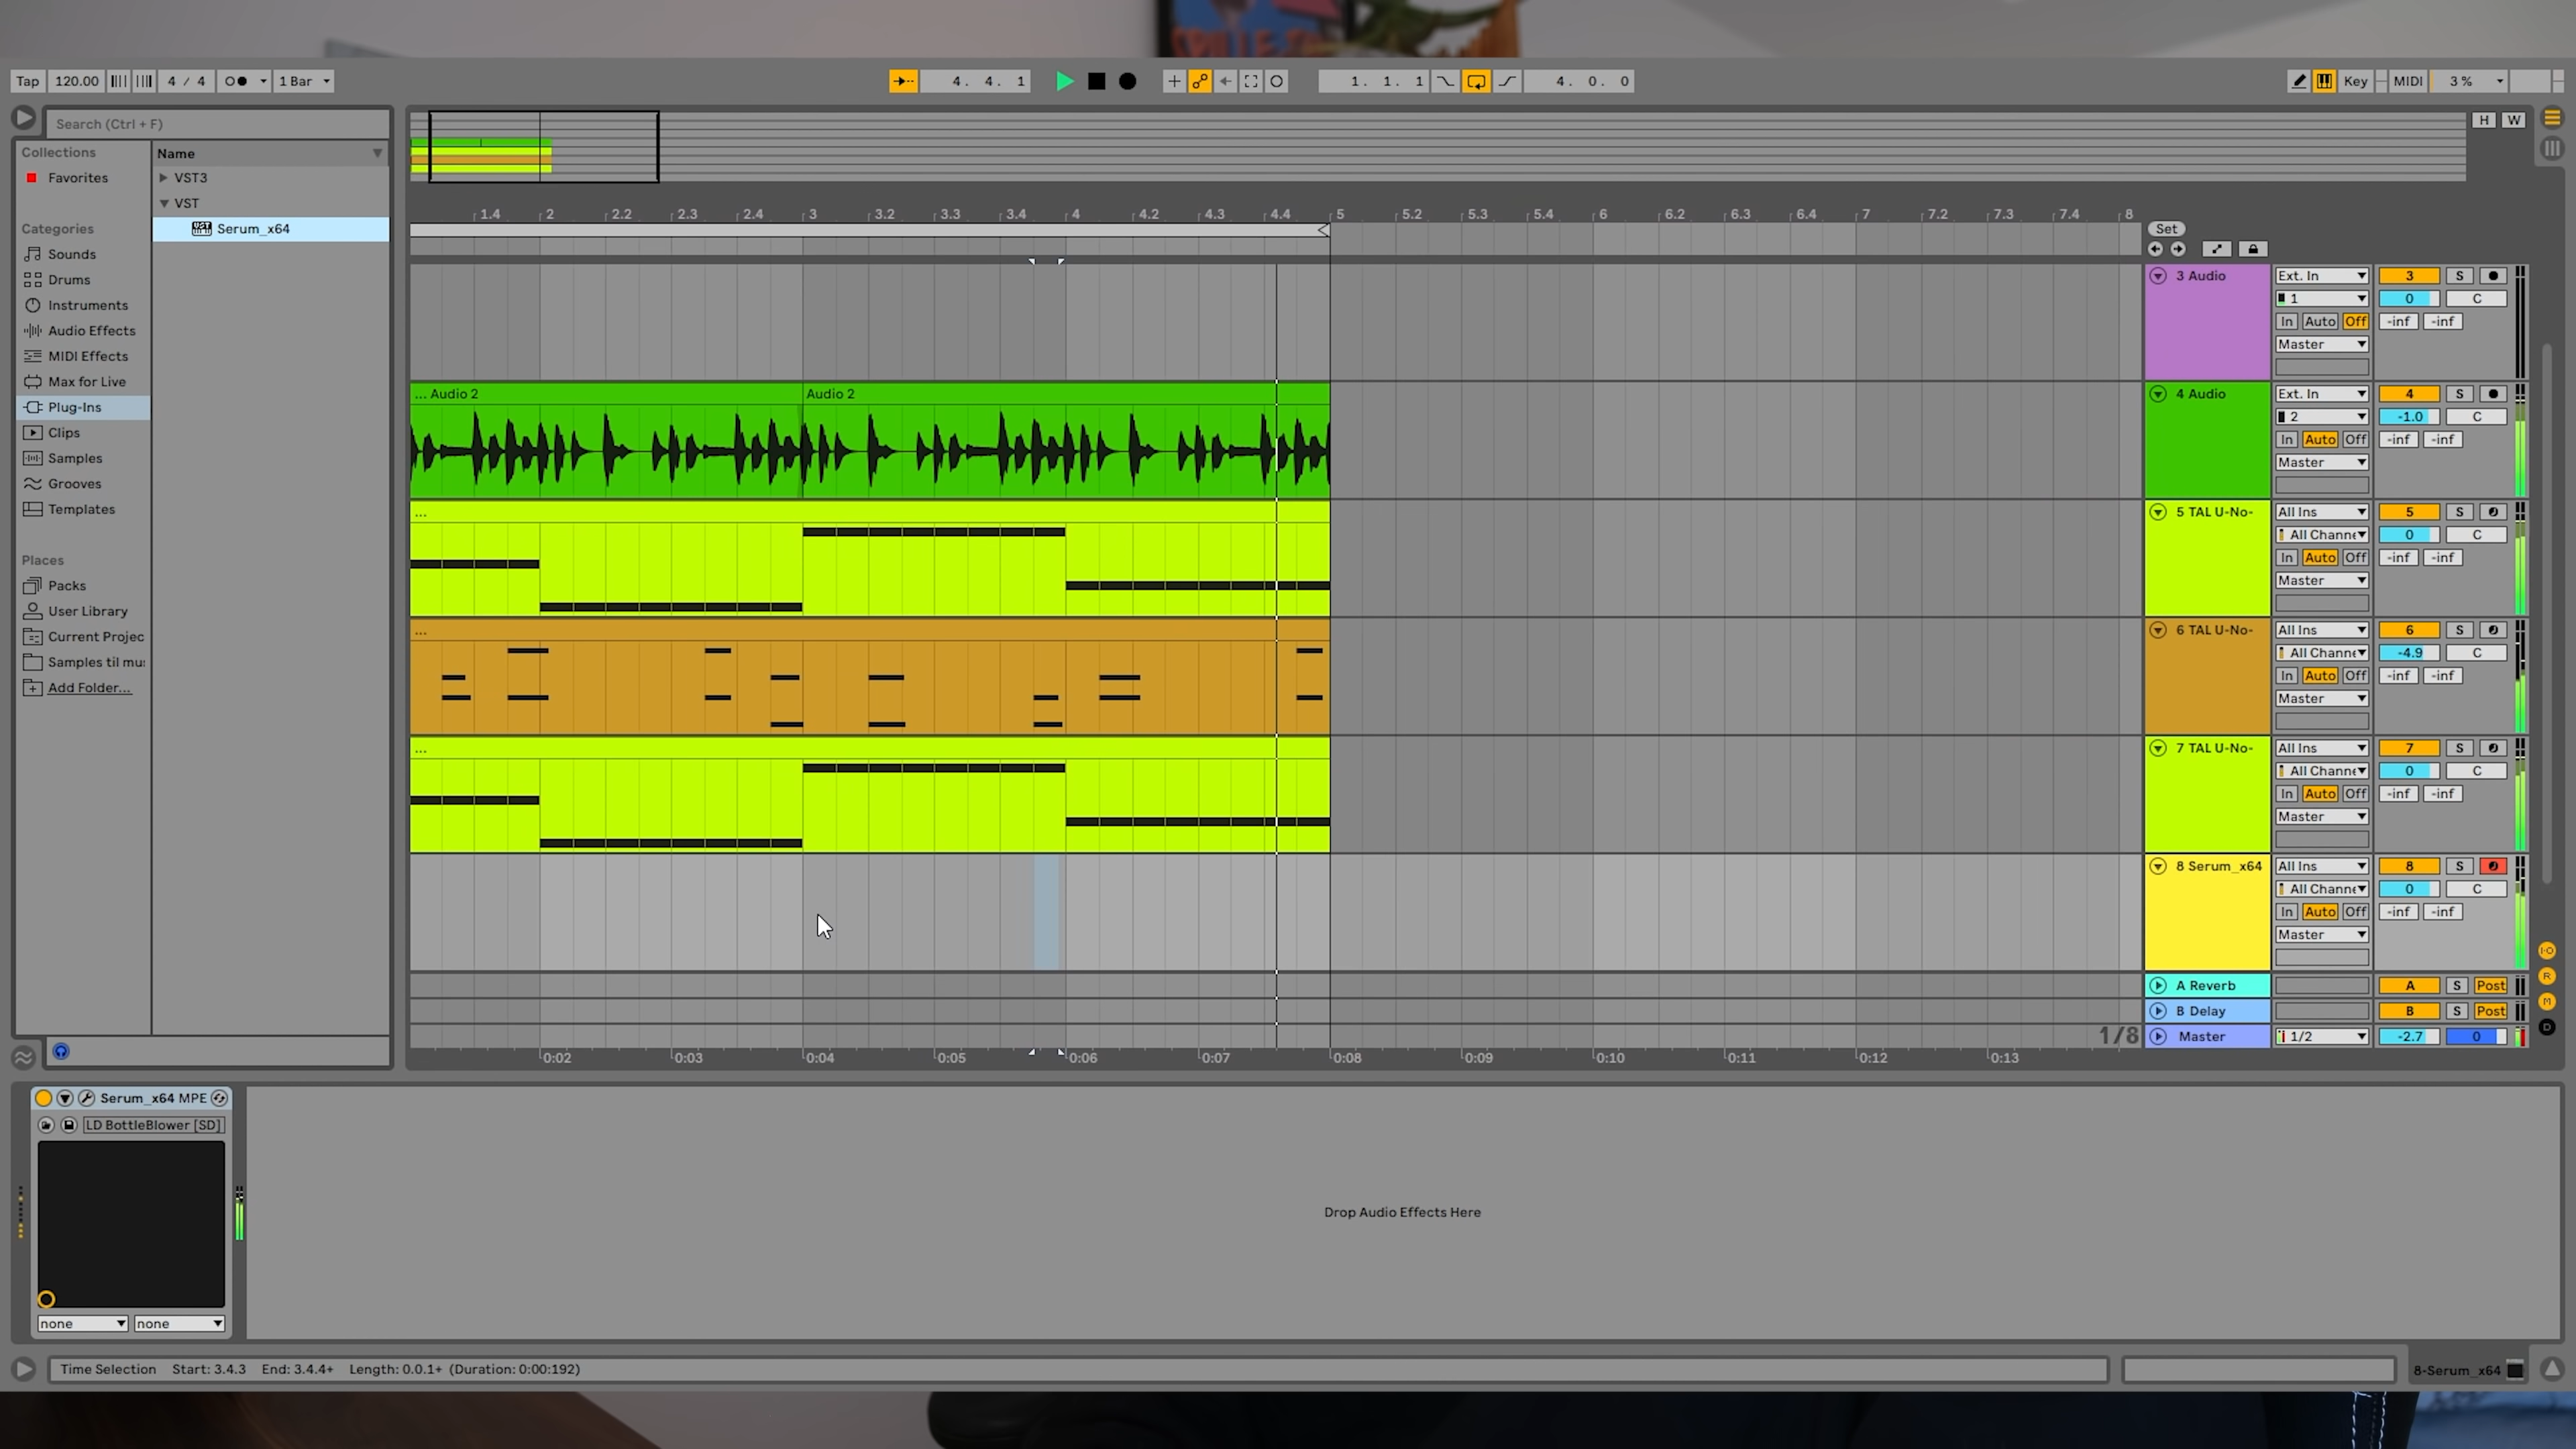 Tap 120.00 4 / 4 1 Bar 4. 4. 1 1. 1. 1 4. 0. 0 Key MIDI 3 %
Search (Ctrl + F)
H W
Collections
Favorites
Categories
Sounds
Drums
Instruments
Audio Effects
MIDI Effects
Max for Live
Plug-Ins
Clips
Samples
Grooves
Templates
Places
Packs
User Library
Current Projec
Samples til mu
Add Folder...
Name
VST3
VST
Serum_x64
1.4 2 2.2 2.3 2.4 3 3.2 3.3 3.4 4 4.2 4.3 4.4 5 5.2 5.3 5.4 6 6.2 6.3 6.4 7 7.2 7.3 7.4 8
Set
3 Audio Ext. In 3 S
1 0 C
In Auto Off -inf -inf
Master
... Audio 2 Audio 2
4 Audio Ext. In 4 S
2 -1.0 C
In Auto Off -inf -inf
Master
...
5 TAL U-No- All Ins 5 S
All Channe 0 C
In Auto Off -inf -inf
Master
...
6 TAL U-No- All Ins 6 S
All Channe -4.9 C
In Auto Off -inf -inf
Master
...
7 TAL U-No- All Ins 7 S
All Channe 0 C
In Auto Off -inf -inf
Master
8 Serum_x64 All Ins 8 S
All Channe 0 C
In Auto Off -inf -inf
Master
I·O
R
M
D
A Reverb A S Post
B Delay B S Post
1/8 Master 1/2 -2.7 0
0:02 0:03 0:04 0:05 0:06 0:07 0:08 0:09 0:10 0:11 0:12 0:13
Serum_x64 MPE
LD BottleBlower [SD]
none none
Drop Audio Effects Here
Time Selection Start: 3.4.3 End: 3.4.4+ Length: 0.0.1+ (Duration: 0:00:192)
8-Serum_x64